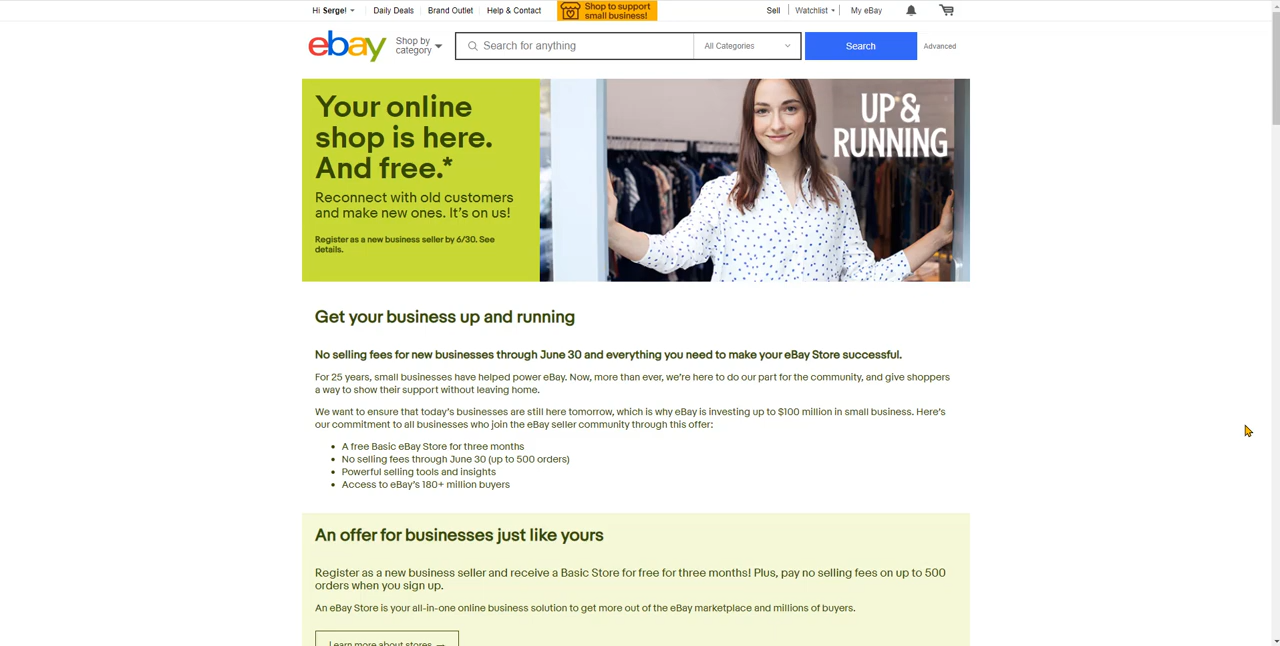 Hi Serge!
Daily Deals
Brand Outlet
Help & Contact
Shop to support
small business!
Sell
Watchlist
My eBay
ebay
Shop by
category
Search for anything
All Categories
Search
Advanced
Your online
shop is here.
And free.*
Reconnect with old customers
and make new ones. It's on us!
Register as a new business seller by 6/30. See
details.
UP &
RUNNING
Get your business up and running
No selling fees for new businesses through June 30 and everything you need to make your eBay Store successful.
For 25 years, small businesses have helped power eBay. Now, more than ever, we're here to do our part for the community, and give shoppers
a way to show their support without leaving home.
We want to ensure that today's businesses are still here tomorrow, which is why eBay is investing up to $100 million in small business. Here's
our commitment to all businesses who join the eBay seller community through this offer:
• A free Basic eBay Store for three months
• No selling fees through June 30 (up to 500 orders)
• Powerful selling tools and insights
• Access to eBay's 180+ million buyers
An offer for businesses just like yours
Register as a new business seller and receive a Basic Store for free for three months! Plus, pay no selling fees on up to 500
orders when you sign up.
An eBay Store is your all-in-one online business solution to get more out of the eBay marketplace and millions of buyers.
Learn more about stores →